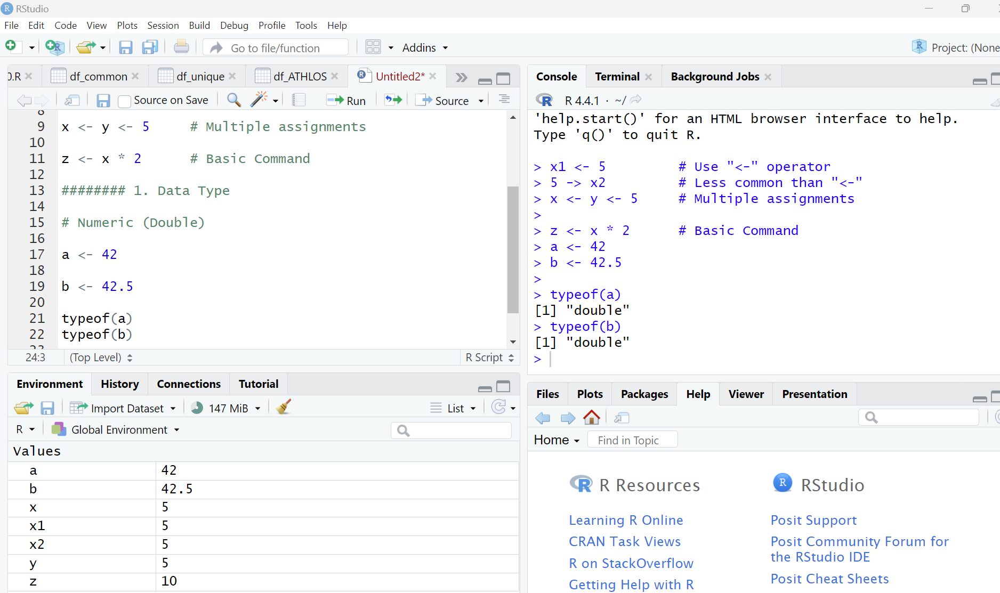 R RStudio
File Edit Code View Plots Session Build Debug Profile Tools Help
Go to file/function Addins Project: (None
0.R df_common df_unique df_ATHLOS Untitled2*
Source on Save Run Source
9 x <- y <- 5 # Multiple assignments
10
11 z <- x * 2 # Basic Command
12
13 ######## 1. Data Type
14
15 # Numeric (Double)
16
17 a <- 42
18
19 b <- 42.5
20
21 typeof(a)
22 typeof(b)
24:3 (Top Level) R Script
Console Terminal Background Jobs
R 4.4.1 · ~/
'help.start()' for an HTML browser interface to help.
Type 'q()' to quit R.
> x1 <- 5 # Use "<-" operator
> 5 -> x2 # Less common than "<-"
> x <- y <- 5 # Multiple assignments
>
> z <- x * 2 # Basic Command
> a <- 42
> b <- 42.5
>
> typeof(a)
[1] "double"
> typeof(b)
[1] "double"
>
Environment History Connections Tutorial
Import Dataset 147 MiB List
R Global Environment
Values
a 42
b 42.5
x 5
x1 5
x2 5
y 5
z 10
Files Plots Packages Help Viewer Presentation
Home Find in Topic
R R Resources
Learning R Online
CRAN Task Views
R on StackOverflow
Getting Help with R
R RStudio
Posit Support
Posit Community Forum for
the RStudio IDE
Posit Cheat Sheets